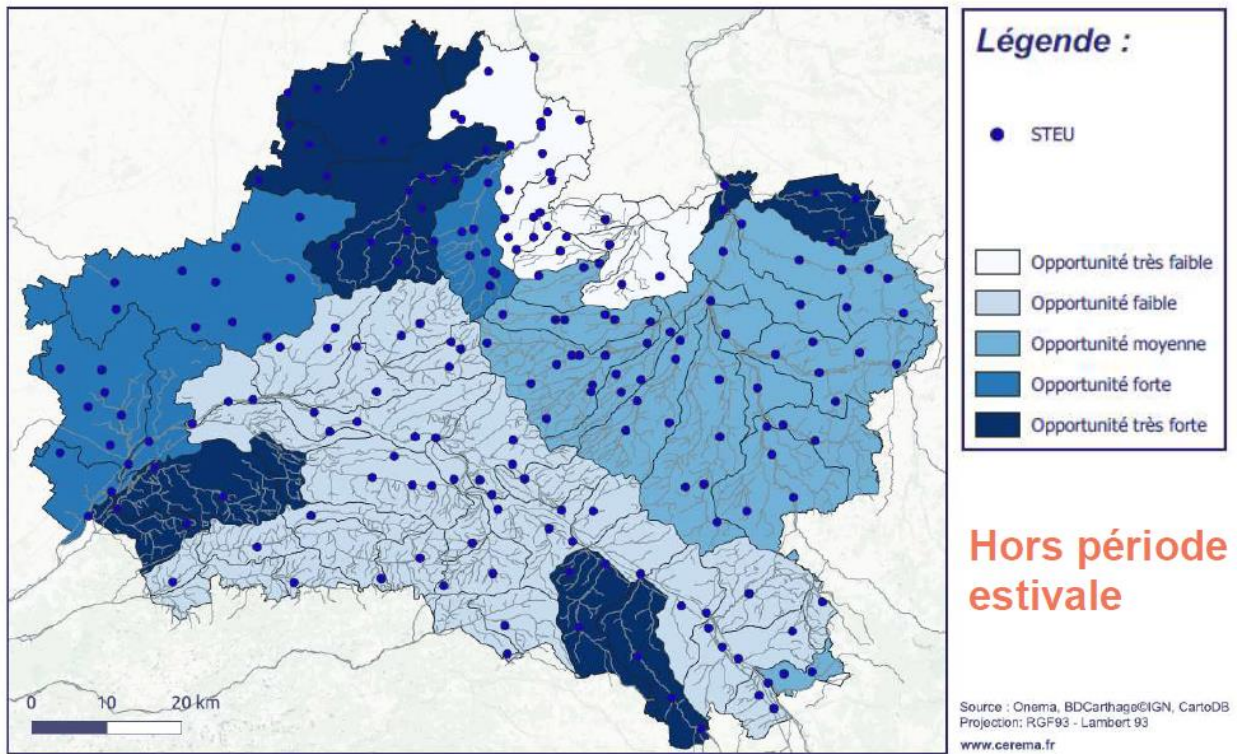 Légende :
STEU
Opportunité très faible
Opportunité faible
Opportunité moyenne
Opportunité forte
Opportunité très forte
Hors période
estivale
0 10 20 km
Source : Onema, BDCarthage©IGN, CartoDB
Projection: RGF93 - Lambert 93
www.cerema.fr